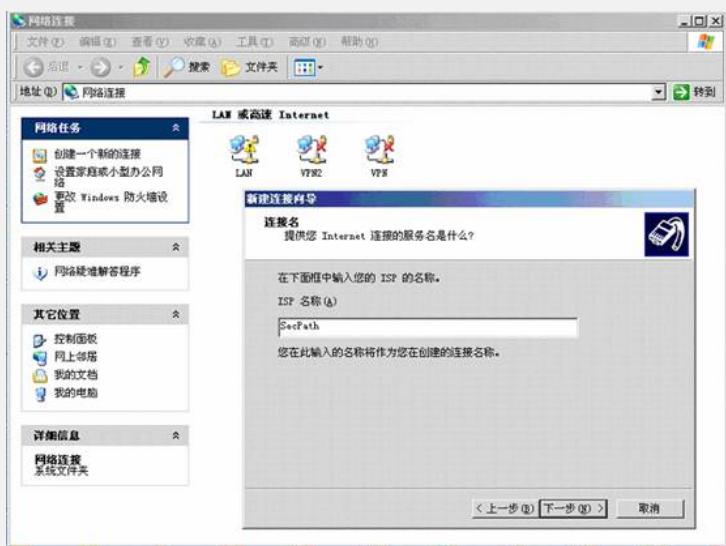 网络连接
文件(F) 编辑(E) 查看(V) 收藏(A) 工具(T) 高级(N) 帮助(H)
后退 搜索 文件夹
地址(D) 网络连接 转到
LAN 或高速 Internet
网络任务
创建一个新的连接
设置家庭或小型办公网
络
更改 Windows 防火墙设
置
LAN VPN2 VPN
新建连接向导
连接名
提供您 Internet 连接的服务名是什么?
相关主题
网络疑难解答程序
在下面框中输入您的 ISP 的名称。
ISP 名称(A)
SecPath
您在此输入的名称将作为您在创建的连接名称。
其它位置
控制面板
网上邻居
我的文档
我的电脑
详细信息
网络连接
系统文件夹
<上一步(B) 下一步(N)> 取消